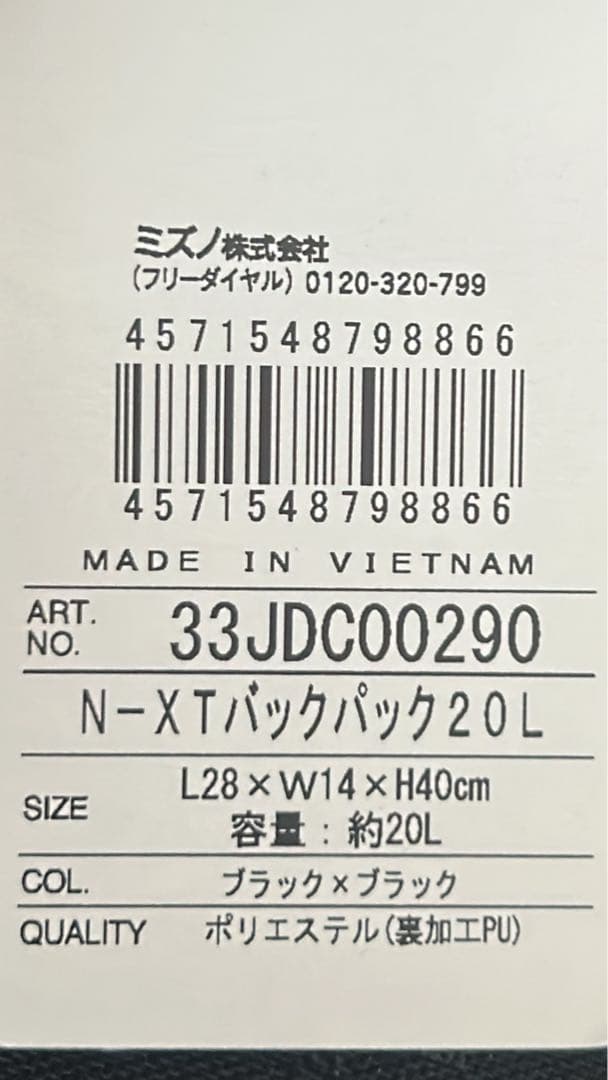 ミズノ株式会社
(フリーダイヤル) 0120-320-799
4571548798866
4571548798866
MADE IN VIETNAM
ART. NO. 33JDC00290
N-XTバックパック20L
SIZE L28×W14×H40cm
容量：約20L
COL. ブラック×ブラック
QUALITY ポリエステル(裏加工PU)